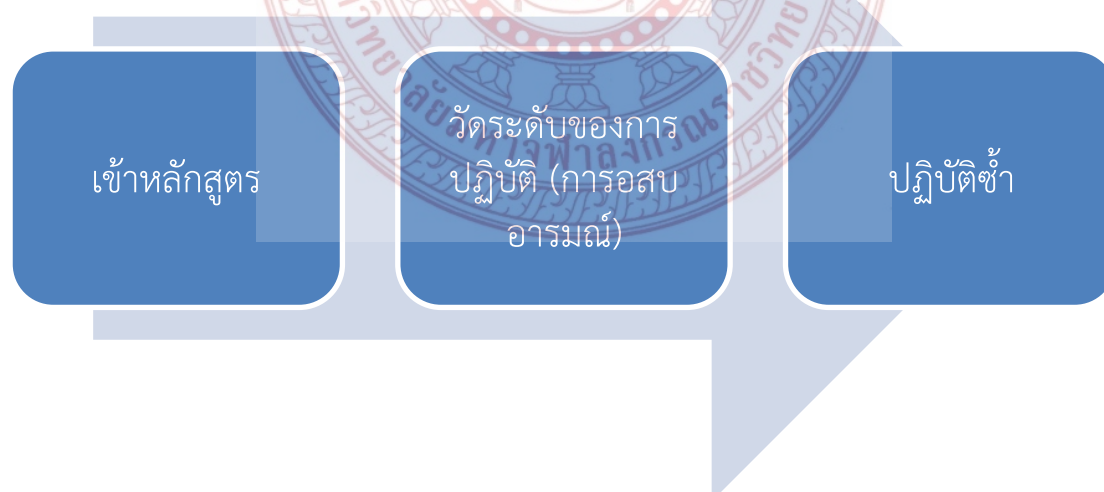 เข้าหลักสูตร
วัดระดับของการ
ปฏิบัติ (การอสบ
อารมณ์)
ปฏิบัติซ้ำ